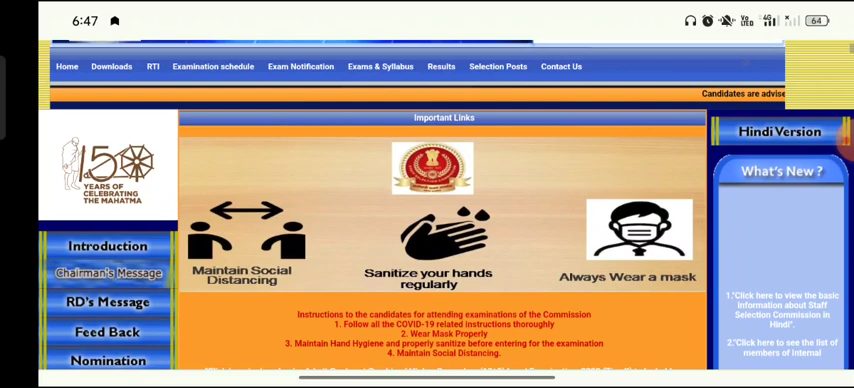 6:47
Vo
LTED
4G
64
Home Downloads RTI Examination schedule Exam Notification Exams & Syllabus Results Selection Posts Contact Us
Candidates are advise
Important Links
150
YEARS OF
CELEBRATING
THE MAHATMA
Maintain Social
Distancing
Sanitize your hands
regularly
Always Wear a mask
Introduction
Chairman's Message
RD's Message
Feed Back
Nomination
Instructions to the candidates for attending examinations of the Commission
1. Follow all the COVID-19 related instructions thoroughly
2. Wear Mask Properly
3. Maintain Hand Hygiene and properly sanitize before entering for the examination
4. Maintain Social Distancing.
Hindi Version
What's New ?
1."Click here to view the basic
information about Staff
Selection Commission in
Hindi".
2."Click here to see the list of
members of Internal